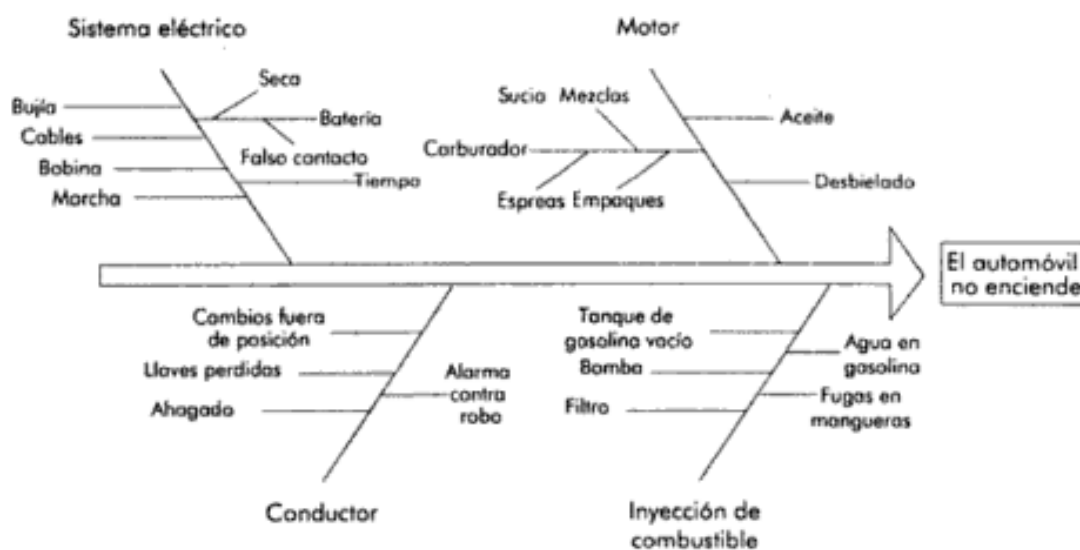 Sistema eléctrico
Motor
Seca
Bujía
Batería
Cables
Falso contacto
Bobina
Tiempo
Marcha
Sucio Mezclas
Aceite
Carburador
Espreas Empaques
Desbielado
El automóvil
no enciende
Cambios fuera
de posición
Llaves perdidas
Alarma
contra
robo
Ahogado
Tanque de
gasolina vacío
Agua en
gasolina
Bomba
Fugas en
mangueras
Filtro
Conductor
Inyección de
combustible